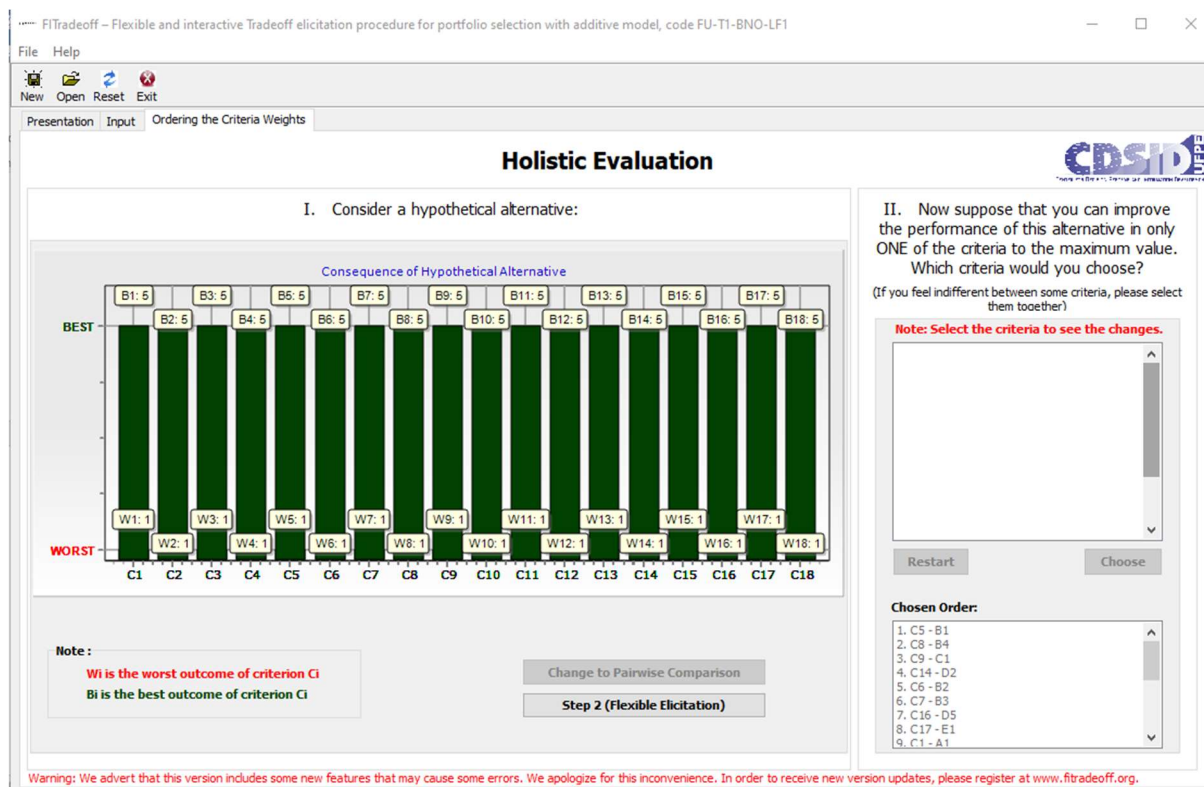 FITradeoff – Flexible and interactive Tradeoff elicitation procedure for portfolio selection with additive model, code FU-T1-BNO-LF1
File Help
New Open Reset Exit
Presentation Input Ordering the Criteria Weights
Holistic Evaluation
CDSID UFPE
I. Consider a hypothetical alternative:
Consequence of Hypothetical Alternative
B1: 5 B3: 5 B5: 5 B7: 5 B9: 5 B11: 5 B13: 5 B15: 5 B17: 5
BEST B2: 5 B4: 5 B6: 5 B8: 5 B10: 5 B12: 5 B14: 5 B16: 5 B18: 5
W1: 1 W3: 1 W5: 1 W7: 1 W9: 1 W11: 1 W13: 1 W15: 1 W17: 1
WORST W2: 1 W4: 1 W6: 1 W8: 1 W10: 1 W12: 1 W14: 1 W16: 1 W18: 1
C1 C2 C3 C4 C5 C6 C7 C8 C9 C10 C11 C12 C13 C14 C15 C16 C17 C18
Note :
Wi is the worst outcome of criterion Ci
Bi is the best outcome of criterion Ci
Change to Pairwise Comparison
Step 2 (Flexible Elicitation)
II. Now suppose that you can improve
the performance of this alternative in only
ONE of the criteria to the maximum value.
Which criteria would you choose?
(If you feel indifferent between some criteria, please select
them together)
Note: Select the criteria to see the changes.
Restart Choose
Chosen Order:
1. C5 - B1
2. C8 - B4
3. C9 - C1
4. C14 - D2
5. C6 - B2
6. C7 - B3
7. C16 - D5
8. C17 - E1
9. C1 - A1
Warning: We advert that this version includes some new features that may cause some errors. We apologize for this inconvenience. In order to receive new version updates, please register at www.fitradeoff.org.